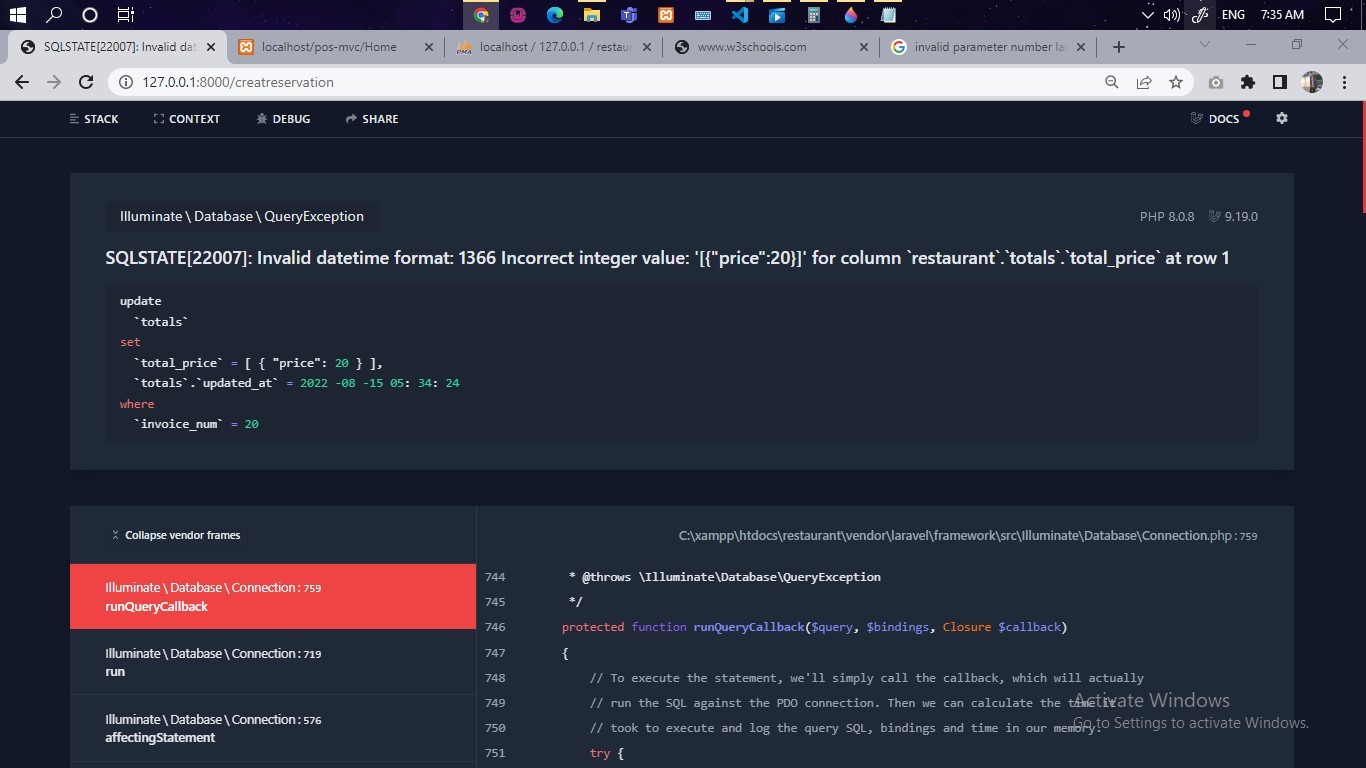 ENG 7:35 AM
SQLSTATE[22007]: Invalid dat
localhost/pos-mvc/Home
localhost / 127.0.0.1 / restaur
www.w3schools.com
invalid parameter number la
127.0.0.1:8000/creatreservation
STACK CONTEXT DEBUG SHARE DOCS
Illuminate \ Database \ QueryException
PHP 8.0.8 9.19.0
SQLSTATE[22007]: Invalid datetime format: 1366 Incorrect integer value: '[{"price":20}]' for column `restaurant`.`totals`.`total_price` at row 1
update
`totals`
set
`total_price` = [ { "price": 20 } ],
`totals`.`updated_at` = 2022 -08 -15 05: 34: 24
where
`invoice_num` = 20
Collapse vendor frames
Illuminate \ Database \ Connection : 759
runQueryCallback
Illuminate \ Database \ Connection : 719
run
Illuminate \ Database \ Connection : 576
affectingStatement
C:\xampp\htdocs\restaurant\vendor\laravel\framework\src\Illuminate\Database\Connection.php : 759
744 * @throws \Illuminate\Database\QueryException
745 */
746 protected function runQueryCallback($query, $bindings, Closure $callback)
747 {
748 // To execute the statement, we'll simply call the callback, which will actually
749 // run the SQL against the PDO connection. Then we can calculate the time it
750 // took to execute and log the query SQL, bindings and time in our memory.
751 try {
Activate Windows
Go to Settings to activate Windows.